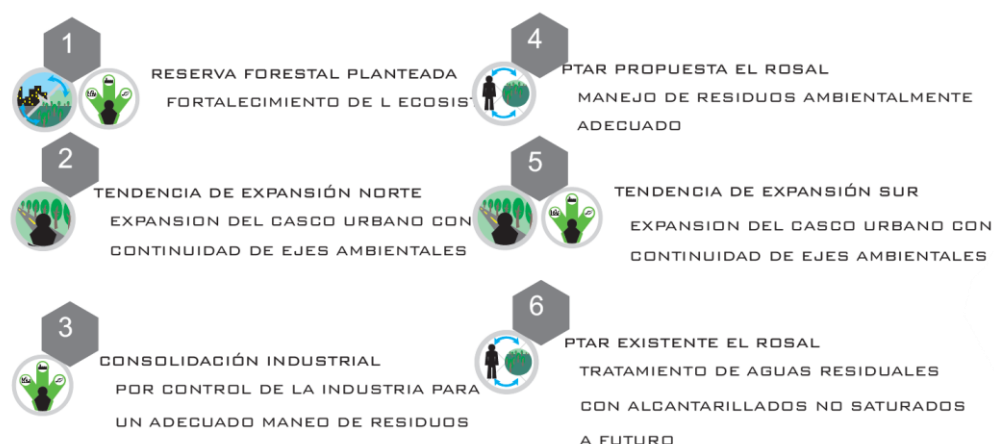 1
RESERVA FORESTAL PLANTEADA
FORTALECIMIENTO DE L ECOSIST
2
TENDENCIA DE EXPANSIÓN NORTE
EXPANSION DEL CASCO URBANO CON
CONTINUIDAD DE EJES AMBIENTALES
3
CONSOLIDACIÓN INDUSTRIAL
POR CONTROL DE LA INDUSTRIA PARA
UN ADECUADO MANEO DE RESIDUOS
4
PTAR PROPUESTA EL ROSAL
MANEJO DE RESIDUOS AMBIENTALMENTE
ADECUADO
5
TENDENCIA DE EXPANSIÓN SUR
EXPANSION DEL CASCO URBANO CON
CONTINUIDAD DE EJES AMBIENTALES
6
PTAR EXISTENTE EL ROSAL
TRATAMIENTO DE AGUAS RESIDUALES
CON ALCANTARILLADOS NO SATURADOS
A FUTURO